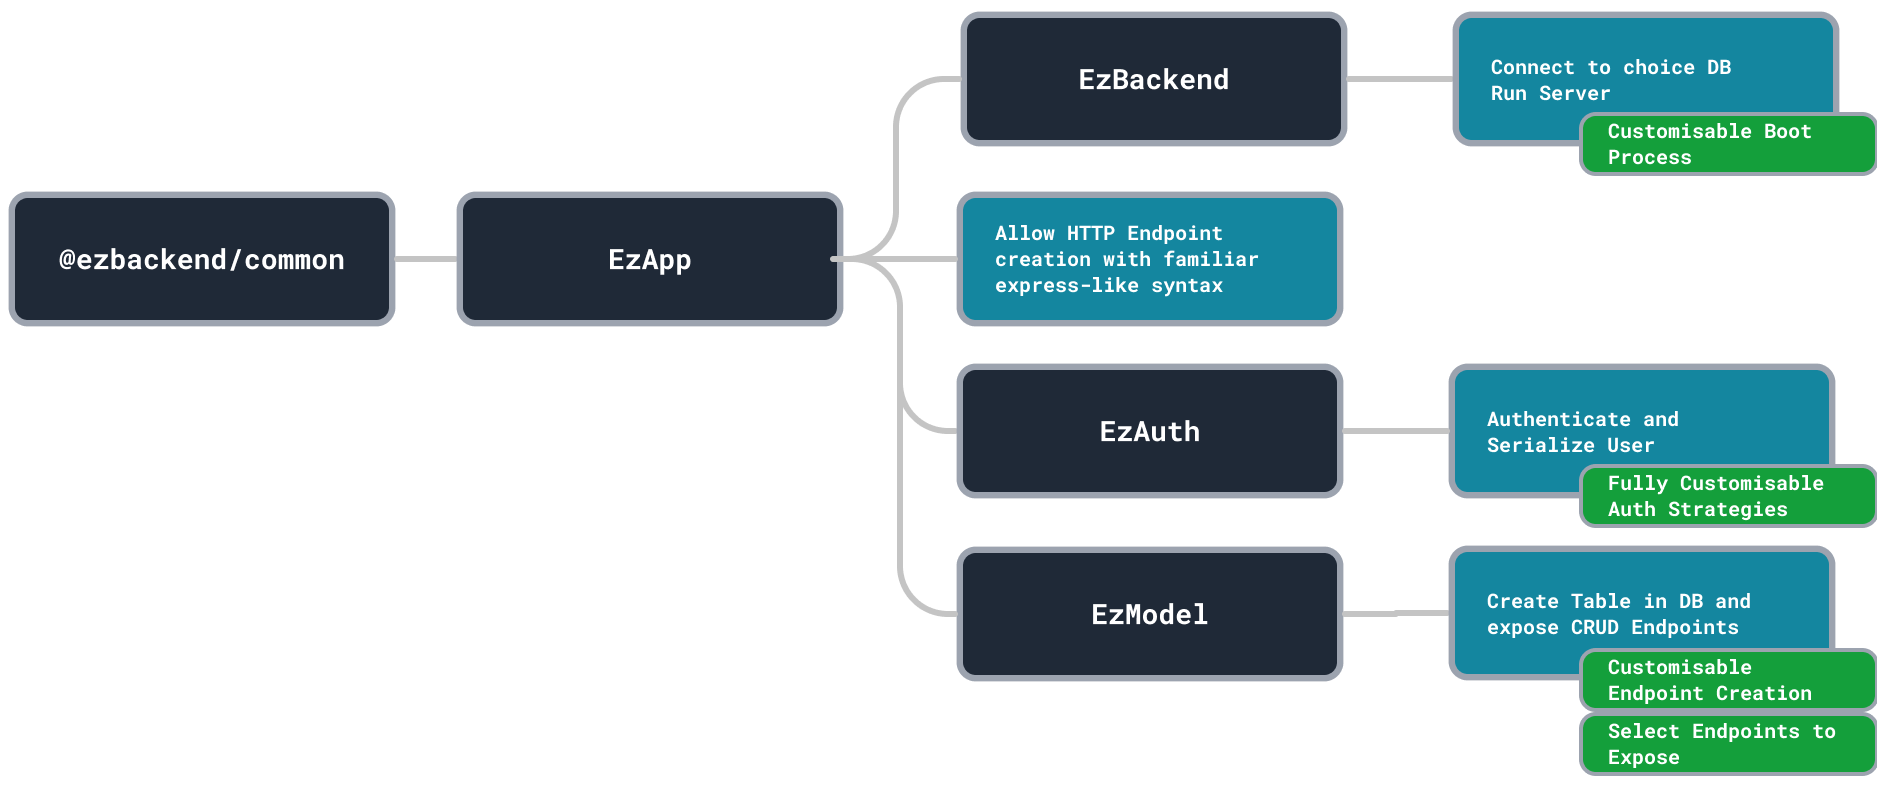 @ezbackend/common
EzApp
EzBackend
Connect to choice DB
Run Server
Customisable Boot
Process
Allow HTTP Endpoint
creation with familiar
express-like syntax
EzAuth
Authenticate and
Serialize User
Fully Customisable
Auth Strategies
EzModel
Create Table in DB and
expose CRUD Endpoints
Customisable
Endpoint Creation
Select Endpoints to
Expose